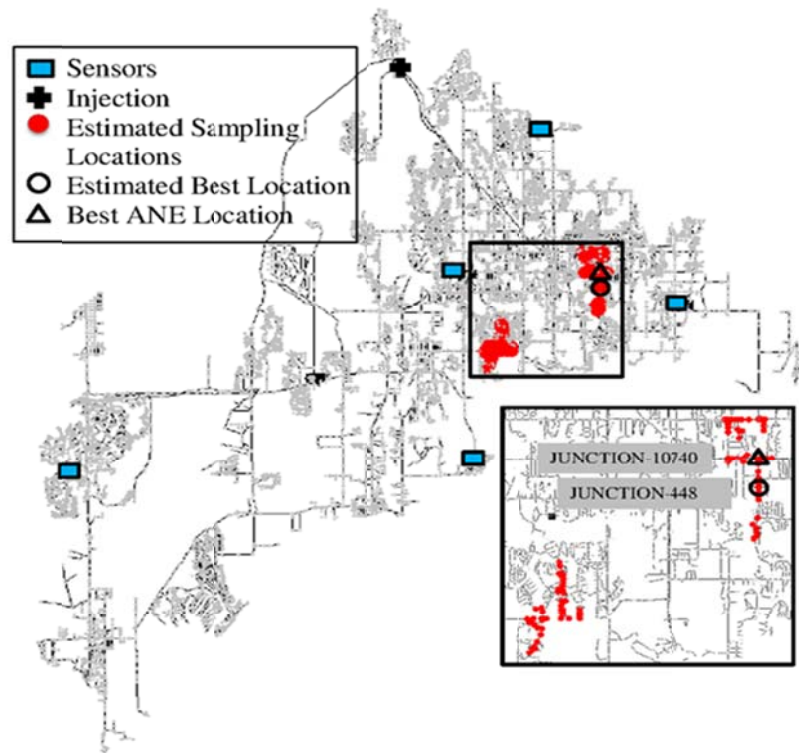 Sensors
Injection
Estimated Sampling
Locations
Estimated Best Location
Best ANE Location
JUNCTION-10740
JUNCTION-448